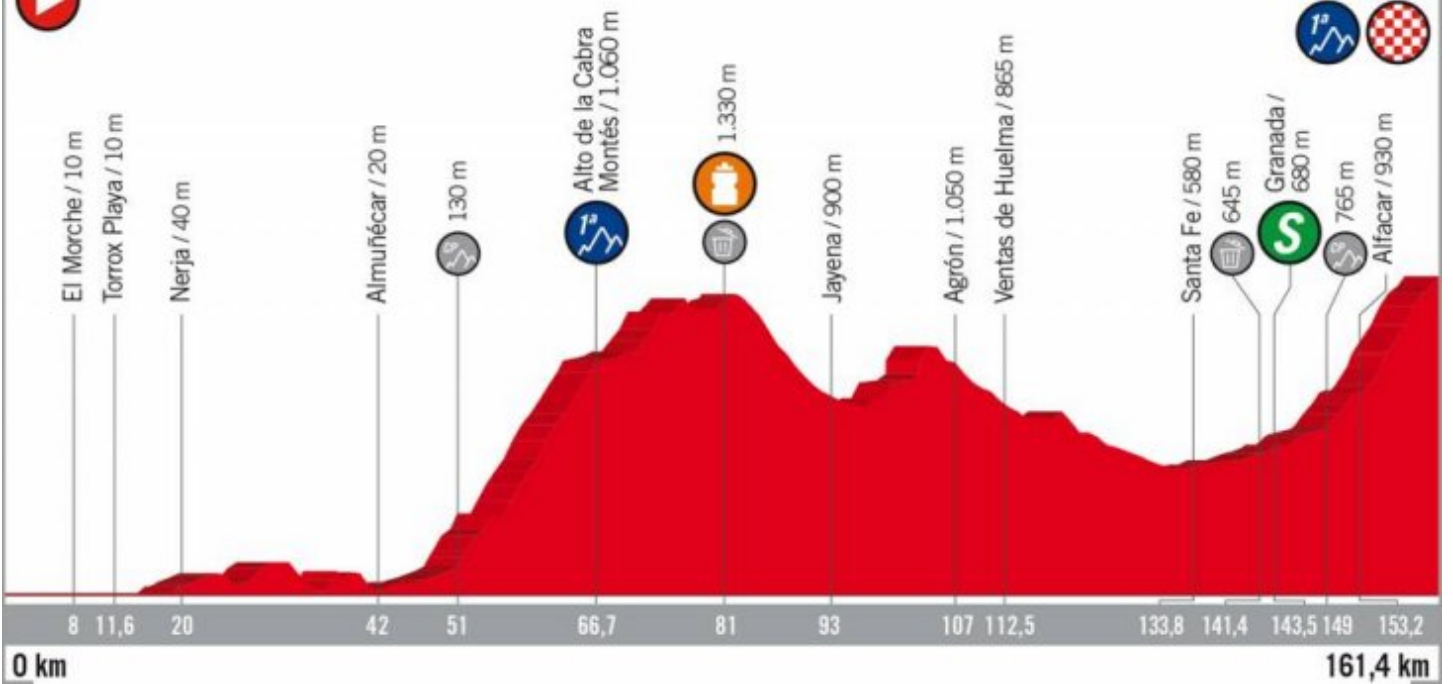 El Morche / 10 m
Torrox Playa / 10 m
Nerja / 40 m
Almuñécar / 20 m
130 m
Alto de la Cabra
Montés / 1.060 m
1ª
1.330 m
Jayena / 900 m
Agrón / 1.050 m
Ventas de Huelma / 865 m
Santa Fe / 580 m
645 m
Granada /
680 m
S
765 m
Alfacar / 930 m
1ª
8 11,6 20 42 51 66,7 81 93 107 112,5 133,8 141,4 143,5 149 153,2
0 km
161,4 km